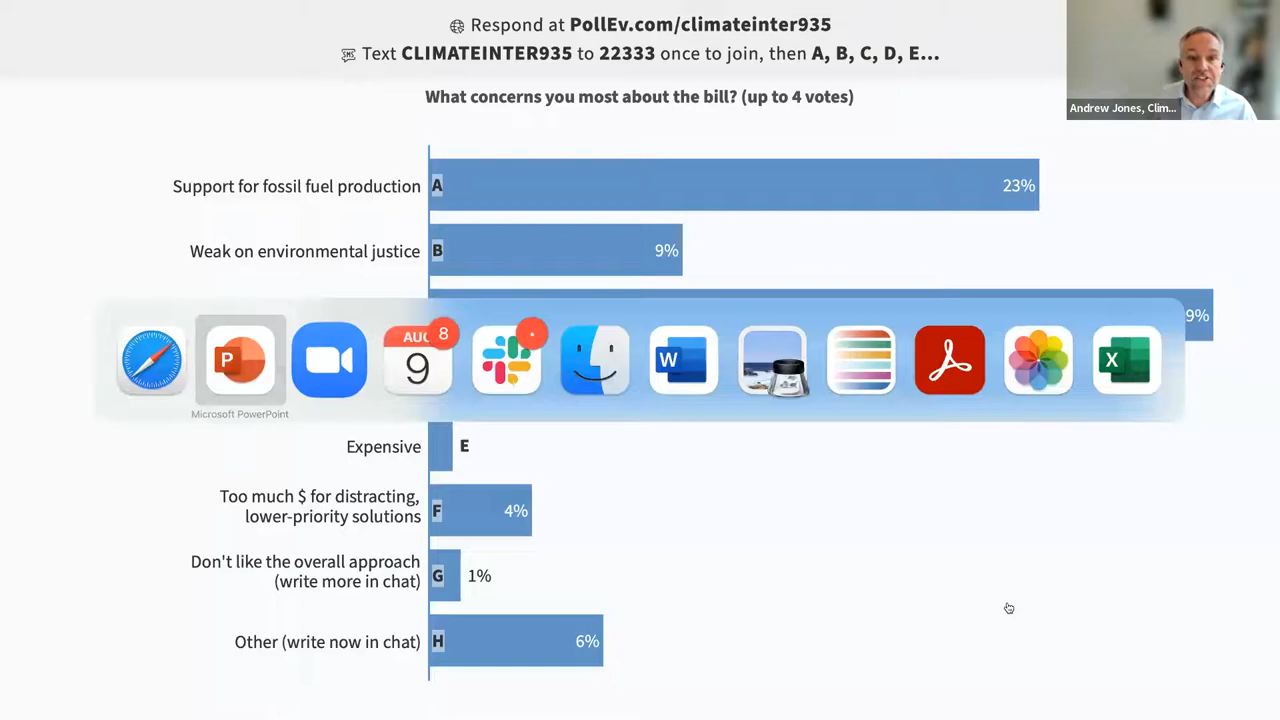 Respond at PollEv.com/climateinter935
Text CLIMATEINTER935 to 22333 once to join, then A, B, C, D, E...
Andrew Jones, Clim...
What concerns you most about the bill? (up to 4 votes)
Support for fossil fuel production A 23%
Weak on environmental justice B 9%
9%
AUG 8
9
P
W
X
Microsoft PowerPoint
Expensive E
Too much $ for distracting,
lower-priority solutions F 4%
Don't like the overall approach
(write more in chat) G 1%
Other (write now in chat) H 6%